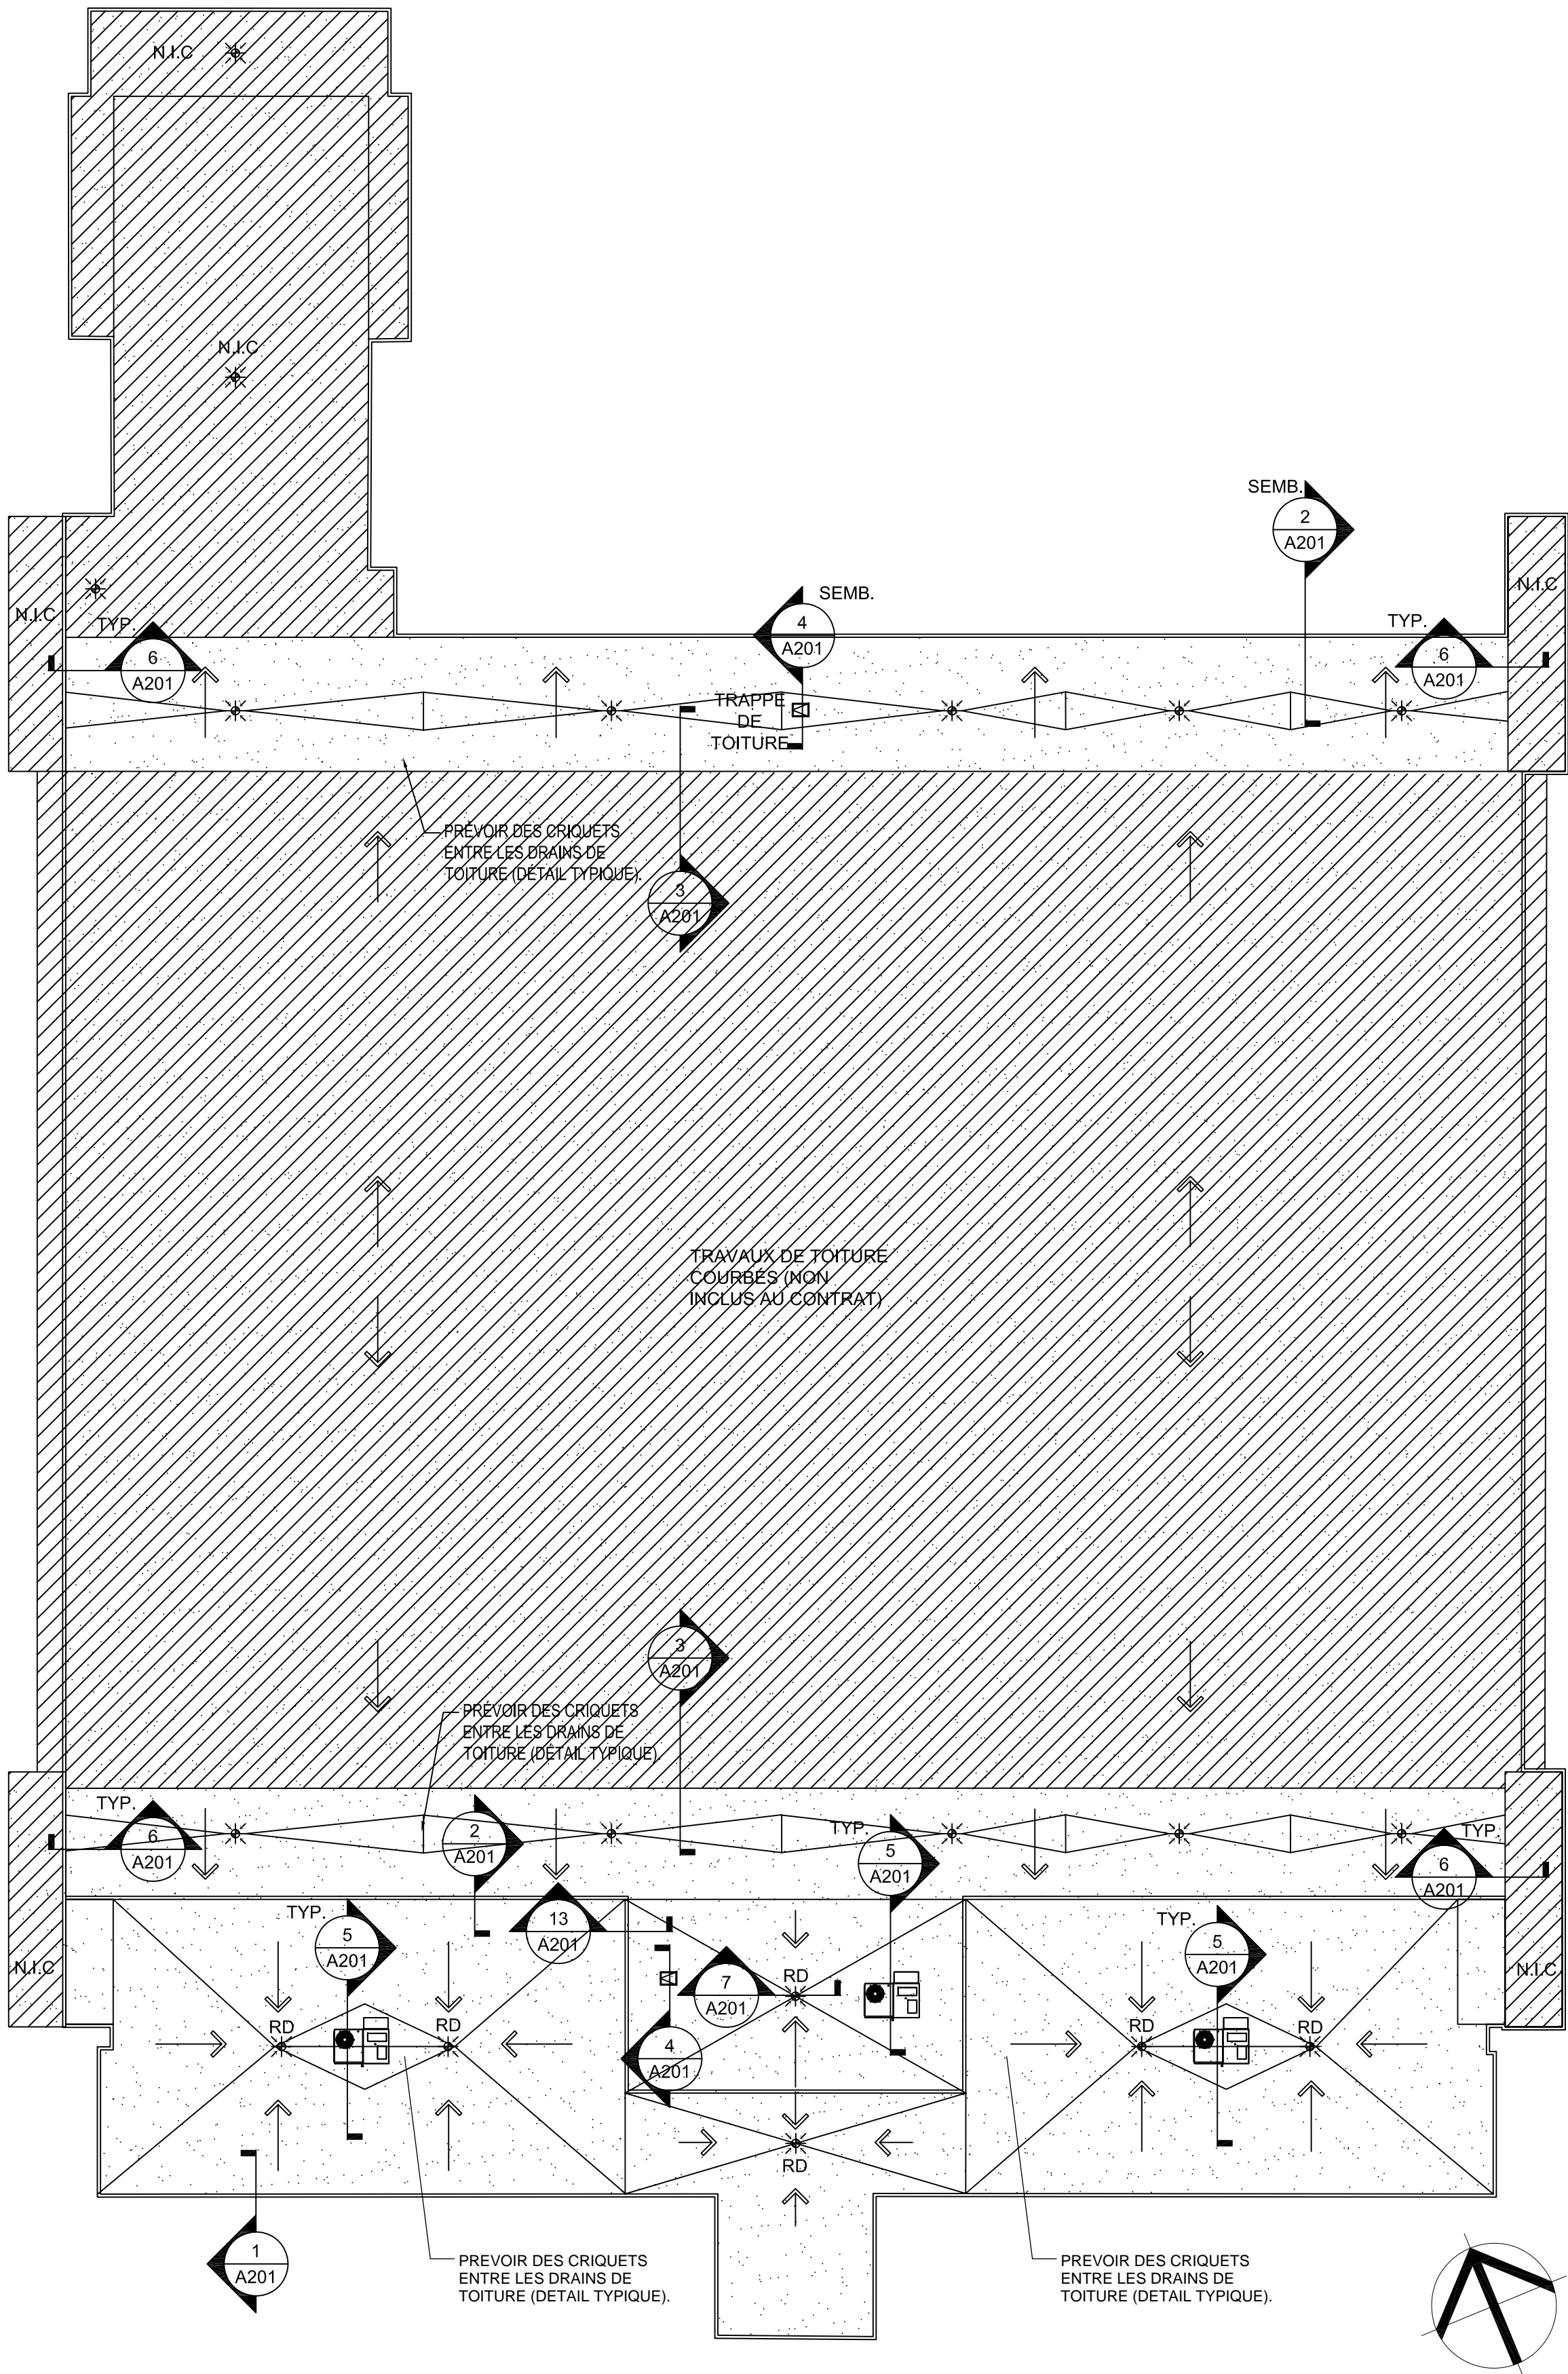 N.I.C
N.I.C
SEMB.
2
A201
N.I.C
SEMB.
4
A201
N.I.C
TYP.
6
A201
TYP.
6
A201
TRAPPE
DE
TOITURE
PRÉVOIR DES CRIQUETS
ENTRE LES DRAINS DE
TOITURE (DÉTAIL TYPIQUE).
3
A201
TRAVAUX DE TOITURE
COURBÉS (NON
INCLUS AU CONTRAT)
3
A201
PRÉVOIR DES CRIQUETS
ENTRE LES DRAINS DE
TOITURE (DÉTAIL TYPIQUE).
TYP.
6
A201
2
A201
TYP.
5
A201
TYP.
6
A201
TYP.
5
A201
13
A201
TYP.
5
A201
N.I.C
N.I.C.
7
A201
RD
RD
RD
RD
RD
4
A201
RD
1
A201
PREVOIR DES CRIQUETS
ENTRE LES DRAINS DE
TOITURE (DETAIL TYPIQUE).
PREVOIR DES CRIQUETS
ENTRE LES DRAINS DE
TOITURE (DETAIL TYPIQUE).